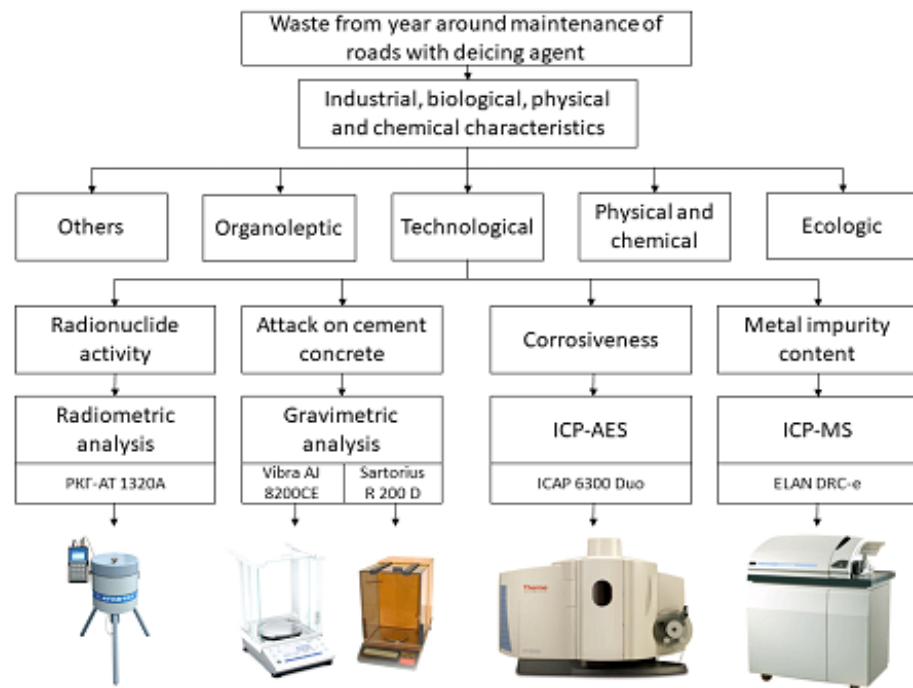 Waste from year around maintenance of
roads with deicing agent
Industrial, biological, physical
and chemical characteristics
Others
Organoleptic
Technological
Physical and
chemical
Ecologic
Radionuclide
activity
Attack on cement
concrete
Corrosiveness
Metal impurity
content
Radiometric
analysis
Gravimetric
analysis
ICP-AES
ICP-MS
РКГ-АТ 1320А
Vibra AJ
8200CE
Sartorius
R 200 D
ICAP 6300 Duo
ELAN DRC-e
Thermo